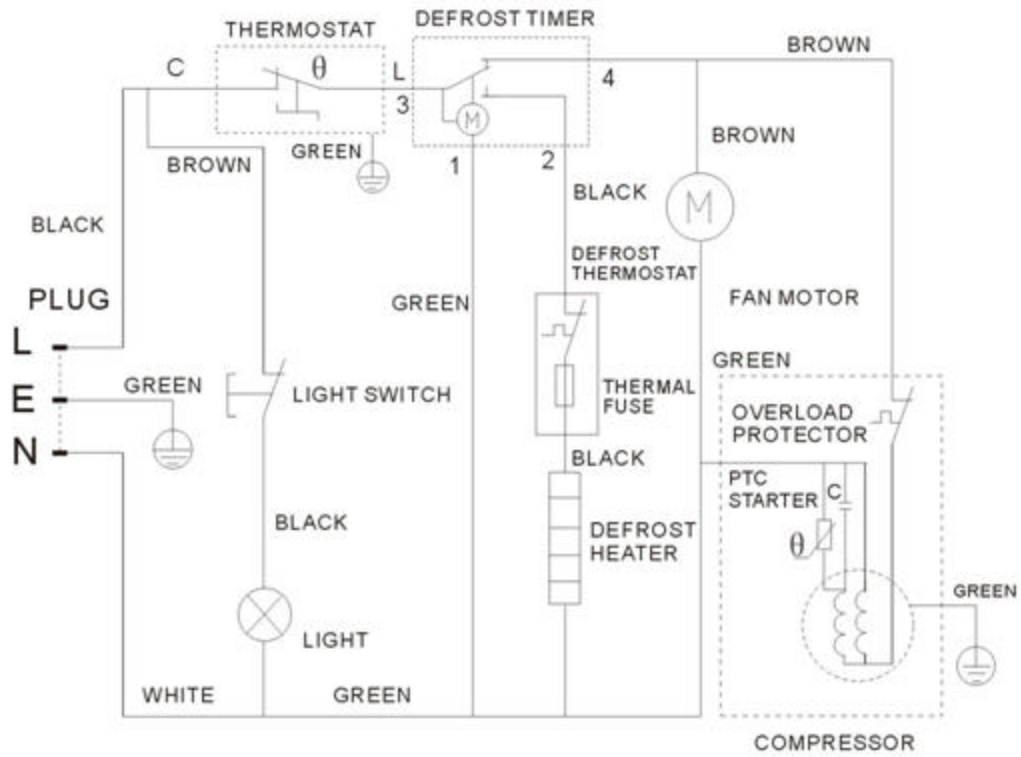 DEFROST TIMER
THERMOSTAT
BROWN
C
θ
L
4
3
M
BROWN
GREEN
BROWN
1
2
BLACK
M
BLACK
DEFROST
THERMOSTAT
PLUG
GREEN
FAN MOTOR
L
GREEN
E
GREEN
LIGHT SWITCH
THERMAL
FUSE
OVERLOAD
PROTECTOR
N
BLACK
PTC
STARTER
C
BLACK
DEFROST
HEATER
θ
GREEN
LIGHT
WHITE
GREEN
COMPRESSOR